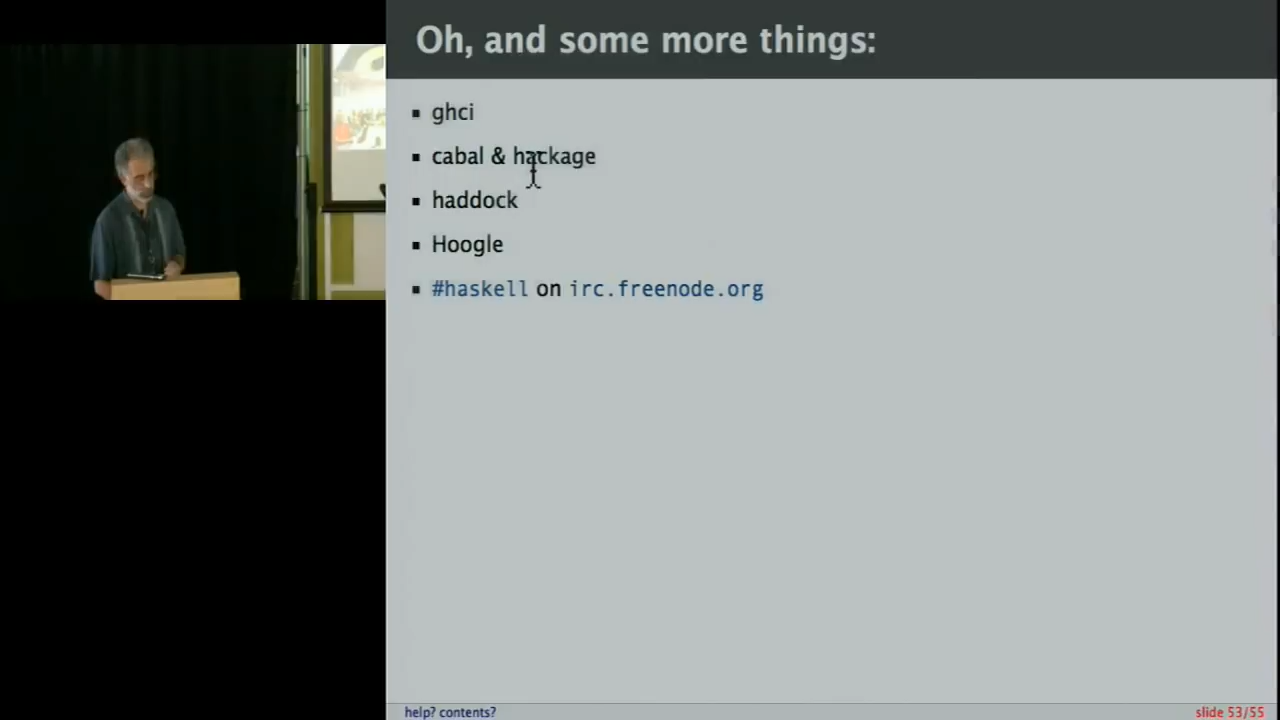 Oh, and some more things:
ghci
cabal & hackage
haddock
Hoogle
#haskell on irc.freenode.org
help? contents?
slide 53/55